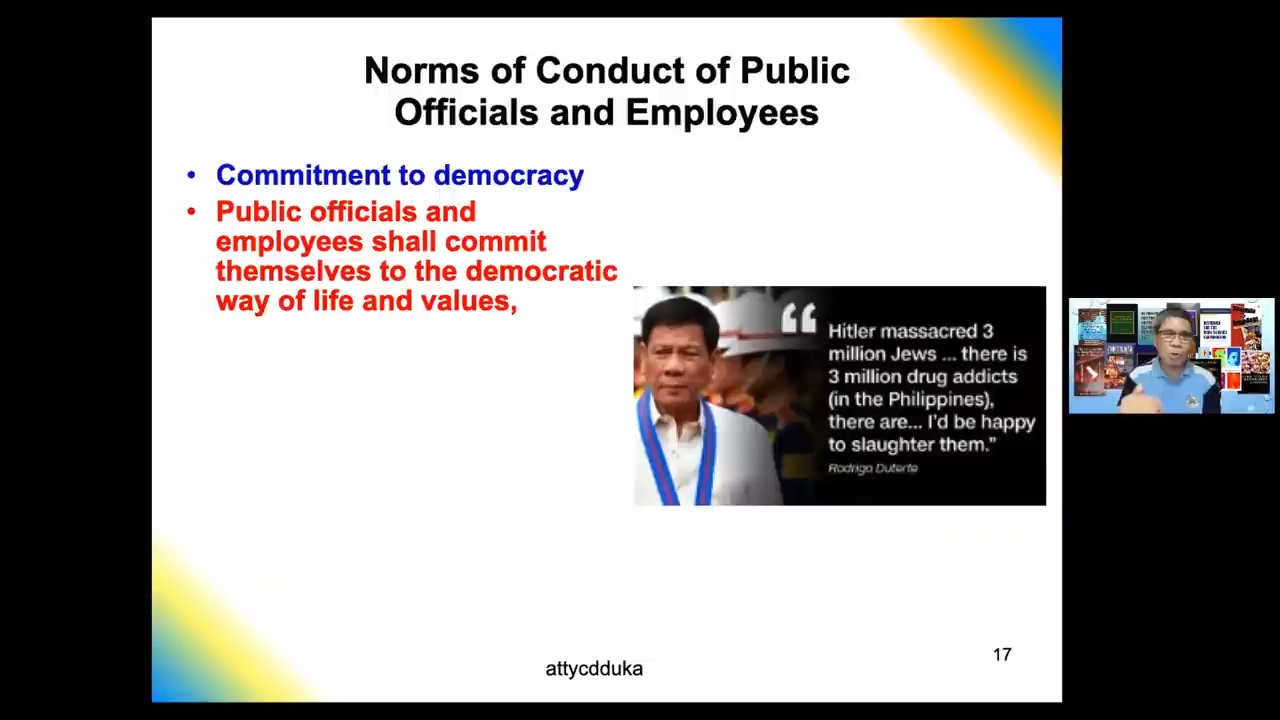 Norms of Conduct of Public
Officials and Employees
• Commitment to democracy
• Public officials and
employees shall commit
themselves to the democratic
way of life and values,
“
Hitler massacred 3
million Jews ... there is
3 million drug addicts
(in the Philippines),
there are... I'd be happy
to slaughter them."
Rodrigo Duterte
attycdduka
17